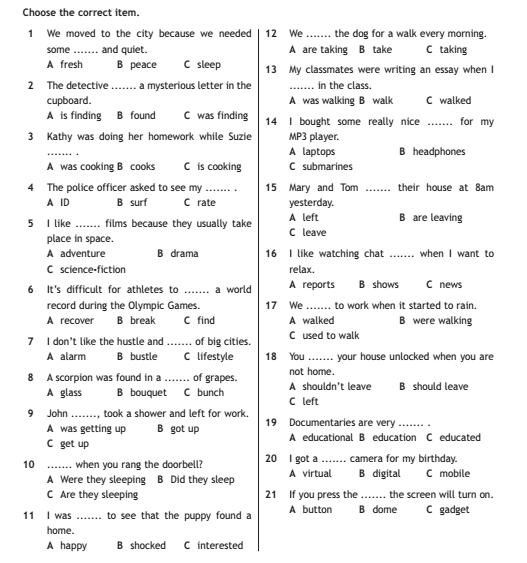 Choose the correct item.
1 We moved to the city because we needed
some ....... and quiet.
A fresh B peace C sleep
2 The detective ....... a mysterious letter in the
cupboard.
A is finding B found C was finding
3 Kathy was doing her homework while Suzie
....... .
A was cooking B cooks C is cooking
4 The police officer asked to see my ....... .
A ID B surf C rate
5 I like ....... films because they usually take
place in space.
A adventure B drama
C science-fiction
6 It's difficult for athletes to ....... a world
record during the Olympic Games.
A recover B break C find
7 I don't like the hustle and ....... of big cities.
A alarm B bustle C lifestyle
8 A scorpion was found in a ....... of grapes.
A glass B bouquet C bunch
9 John ......., took a shower and left for work.
A was getting up B got up
C get up
10 ....... when you rang the doorbell?
A Were they sleeping B Did they sleep
C Are they sleeping
11 I was ....... to see that the puppy found a
home.
A happy B shocked C interested
12 We ....... the dog for a walk every morning.
A are taking B take C taking
13 My classmates were writing an essay when I
....... in the class.
A was walking B walk C walked
14 I bought some really nice ....... for my
MP3 player.
A laptops B headphones
C submarines
15 Mary and Tom ....... their house at 8am
yesterday.
A left B are leaving
C leave
16 I like watching chat ....... when I want to
relax.
A reports B shows C news
17 We ....... to work when it started to rain.
A walked B were walking
C used to walk
18 You ....... your house unlocked when you are
not home.
A shouldn't leave B should leave
C left
19 Documentaries are very ....... .
A educational B education C educated
20 I got a ....... camera for my birthday.
A virtual B digital C mobile
21 If you press the ....... the screen will turn on.
A button B dome C gadget